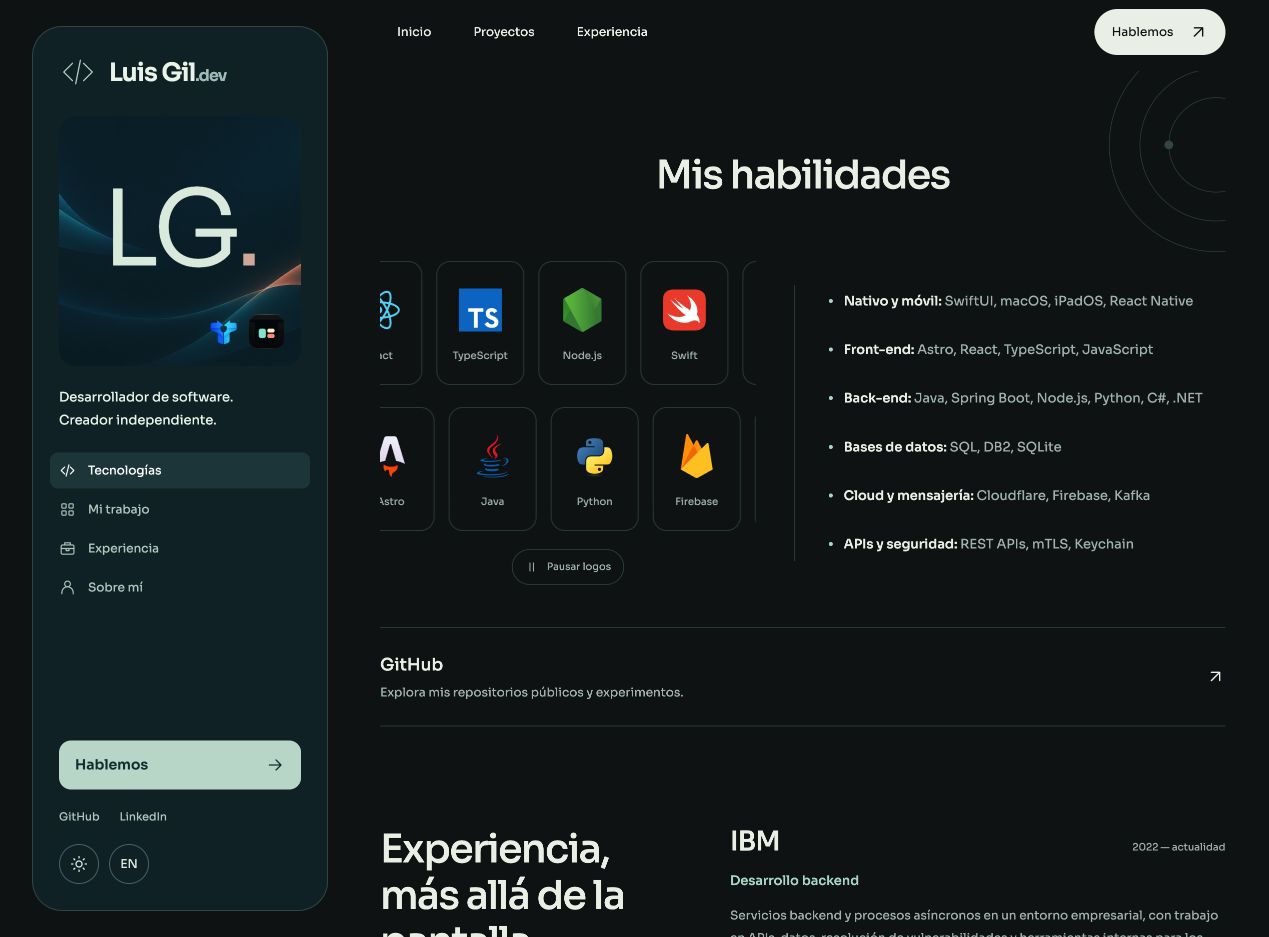 Inicio
Proyectos
Experiencia
Hablemos
</> Luis Gil.dev
LG.
Desarrollador de software.
Creador independiente.
Tecnologías
Mi trabajo
Experiencia
Sobre mí
Hablemos
GitHub
LinkedIn
EN
Mis habilidades
TS
TypeScript
Node.js
Swift
Astro
Java
Python
Firebase
Pausar logos
Nativo y móvil: SwiftUI, macOS, iPadOS, React Native
Front-end: Astro, React, TypeScript, JavaScript
Back-end: Java, Spring Boot, Node.js, Python, C#, .NET
Bases de datos: SQL, DB2, SQLite
Cloud y mensajería: Cloudflare, Firebase, Kafka
APIs y seguridad: REST APIs, mTLS, Keychain
GitHub
Explora mis repositorios públicos y experimentos.
Experiencia,
más allá de la
IBM
2022 — actualidad
Desarrollo backend
Servicios backend y procesos asíncronos en un entorno empresarial, con trabajo